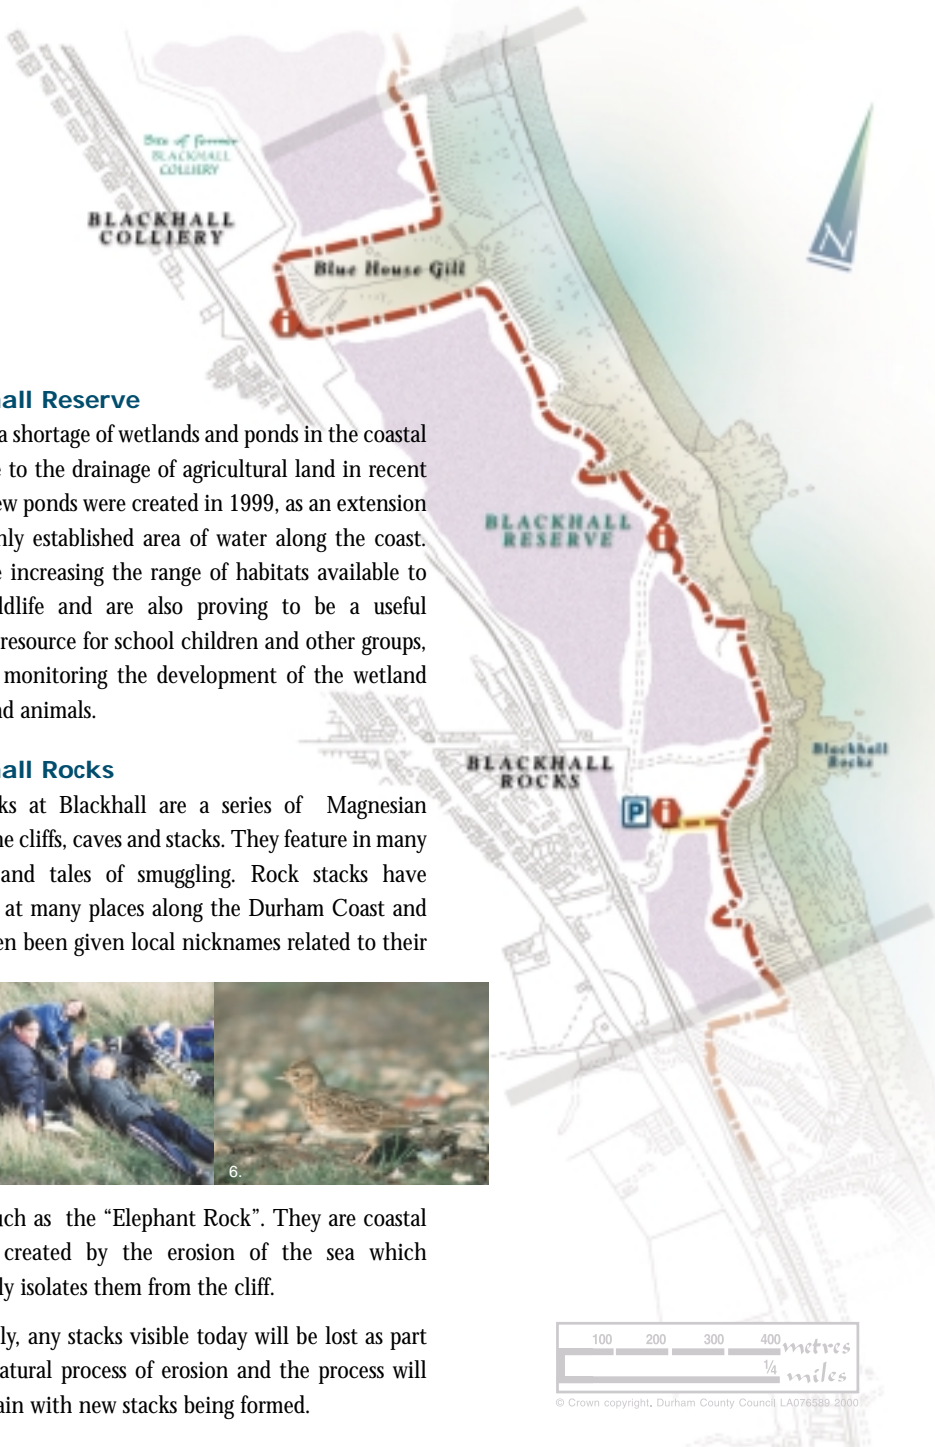 Site of former
BLACKHALL
COLLIERY
BLACKHALL
COLLIERY
N
Blue House Gill
i
all Reserve
a shortage of wetlands and ponds in the coastal
to the drainage of agricultural land in recent
ew ponds were created in 1999, as an extension
nly established area of water along the coast.
increasing the range of habitats available to
ldlife and are also proving to be a useful
resource for school children and other groups,
monitoring the development of the wetland
nd animals.
BLACKHALL
RESERVE
i
all Rocks
ks at Blackhall are a series of Magnesian
ne cliffs, caves and stacks. They feature in many
and tales of smuggling. Rock stacks have
at many places along the Durham Coast and
en been given local nicknames related to their
BLACKHALL
ROCKS
Blackhall
Rocks
P i
6.
uch as the “Elephant Rock”. They are coastal
created by the erosion of the sea which
ly isolates them from the cliff.
ly, any stacks visible today will be lost as part
atural process of erosion and the process will
ain with new stacks being formed.
100 200 300 400 metres
¼ miles
© Crown copyright. Durham County Council LA076589 2000